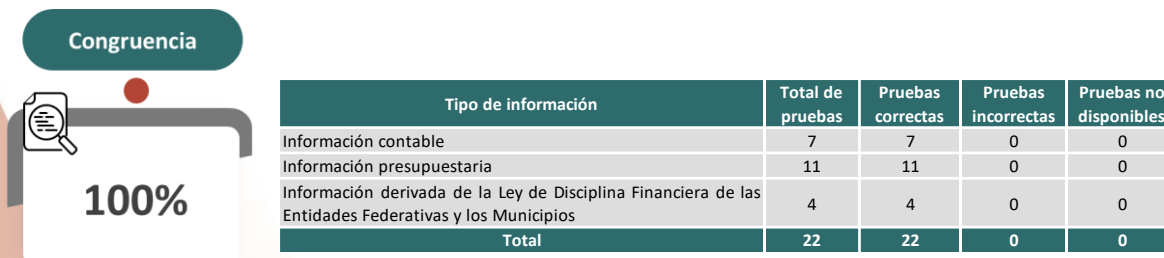 Congruencia
100%
Tipo de información Total de pruebas Pruebas correctas Pruebas incorrectas Pruebas no disponibles
Información contable 7 7 0 0
Información presupuestaria 11 11 0 0
Información derivada de la Ley de Disciplina Financiera de las
Entidades Federativas y los Municipios 4 4 0 0
Total 22 22 0 0